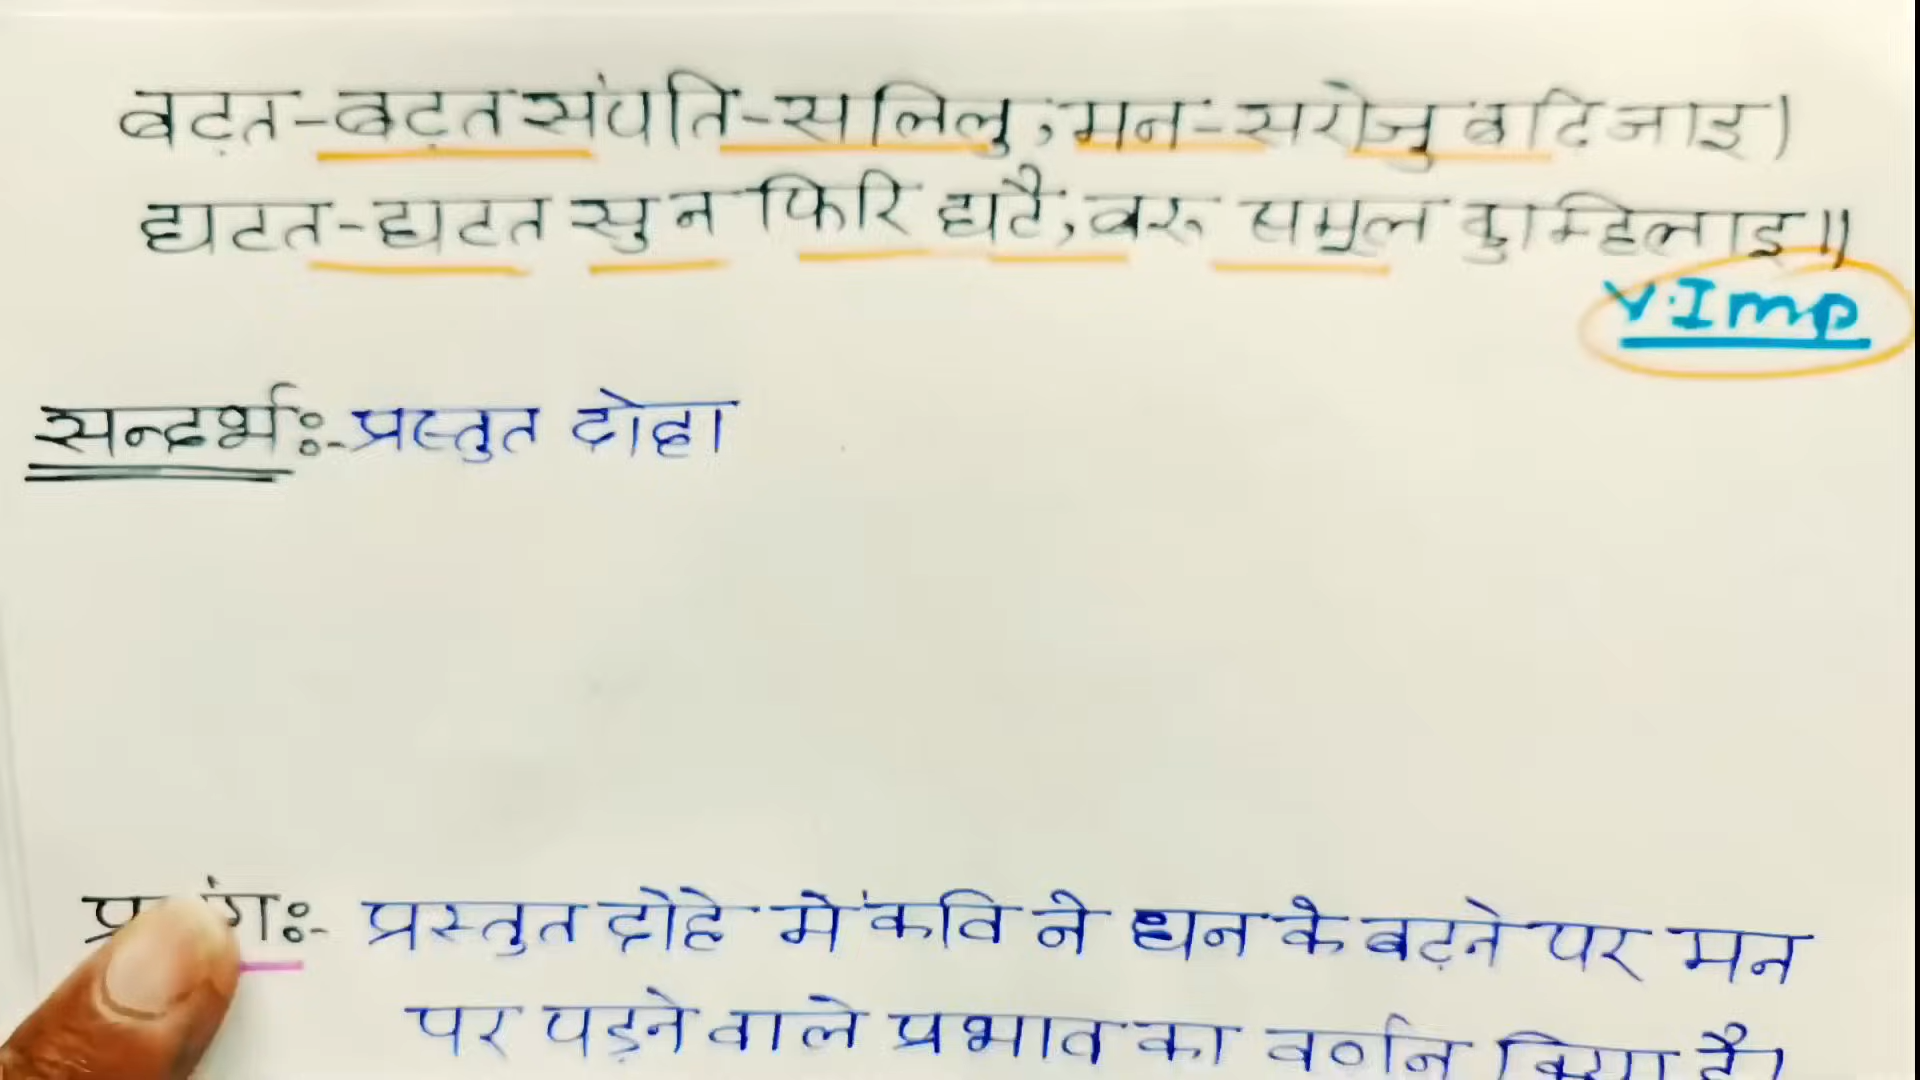 बढ़त-बढ़त संपति-सलिलु, मन-सरोजु बढि जाइ।
घटत-घटत सु न फिरि घटै, बरु समूल कुम्हिलाइ॥
V.Imp
सन्दर्भः- प्रस्तुत दोहा
प्रसंगः- प्रस्तुत दोहे में कवि ने धन के बढ़ने पर मन
पर पड़ने वाले प्रभाव का वर्णन किया है।